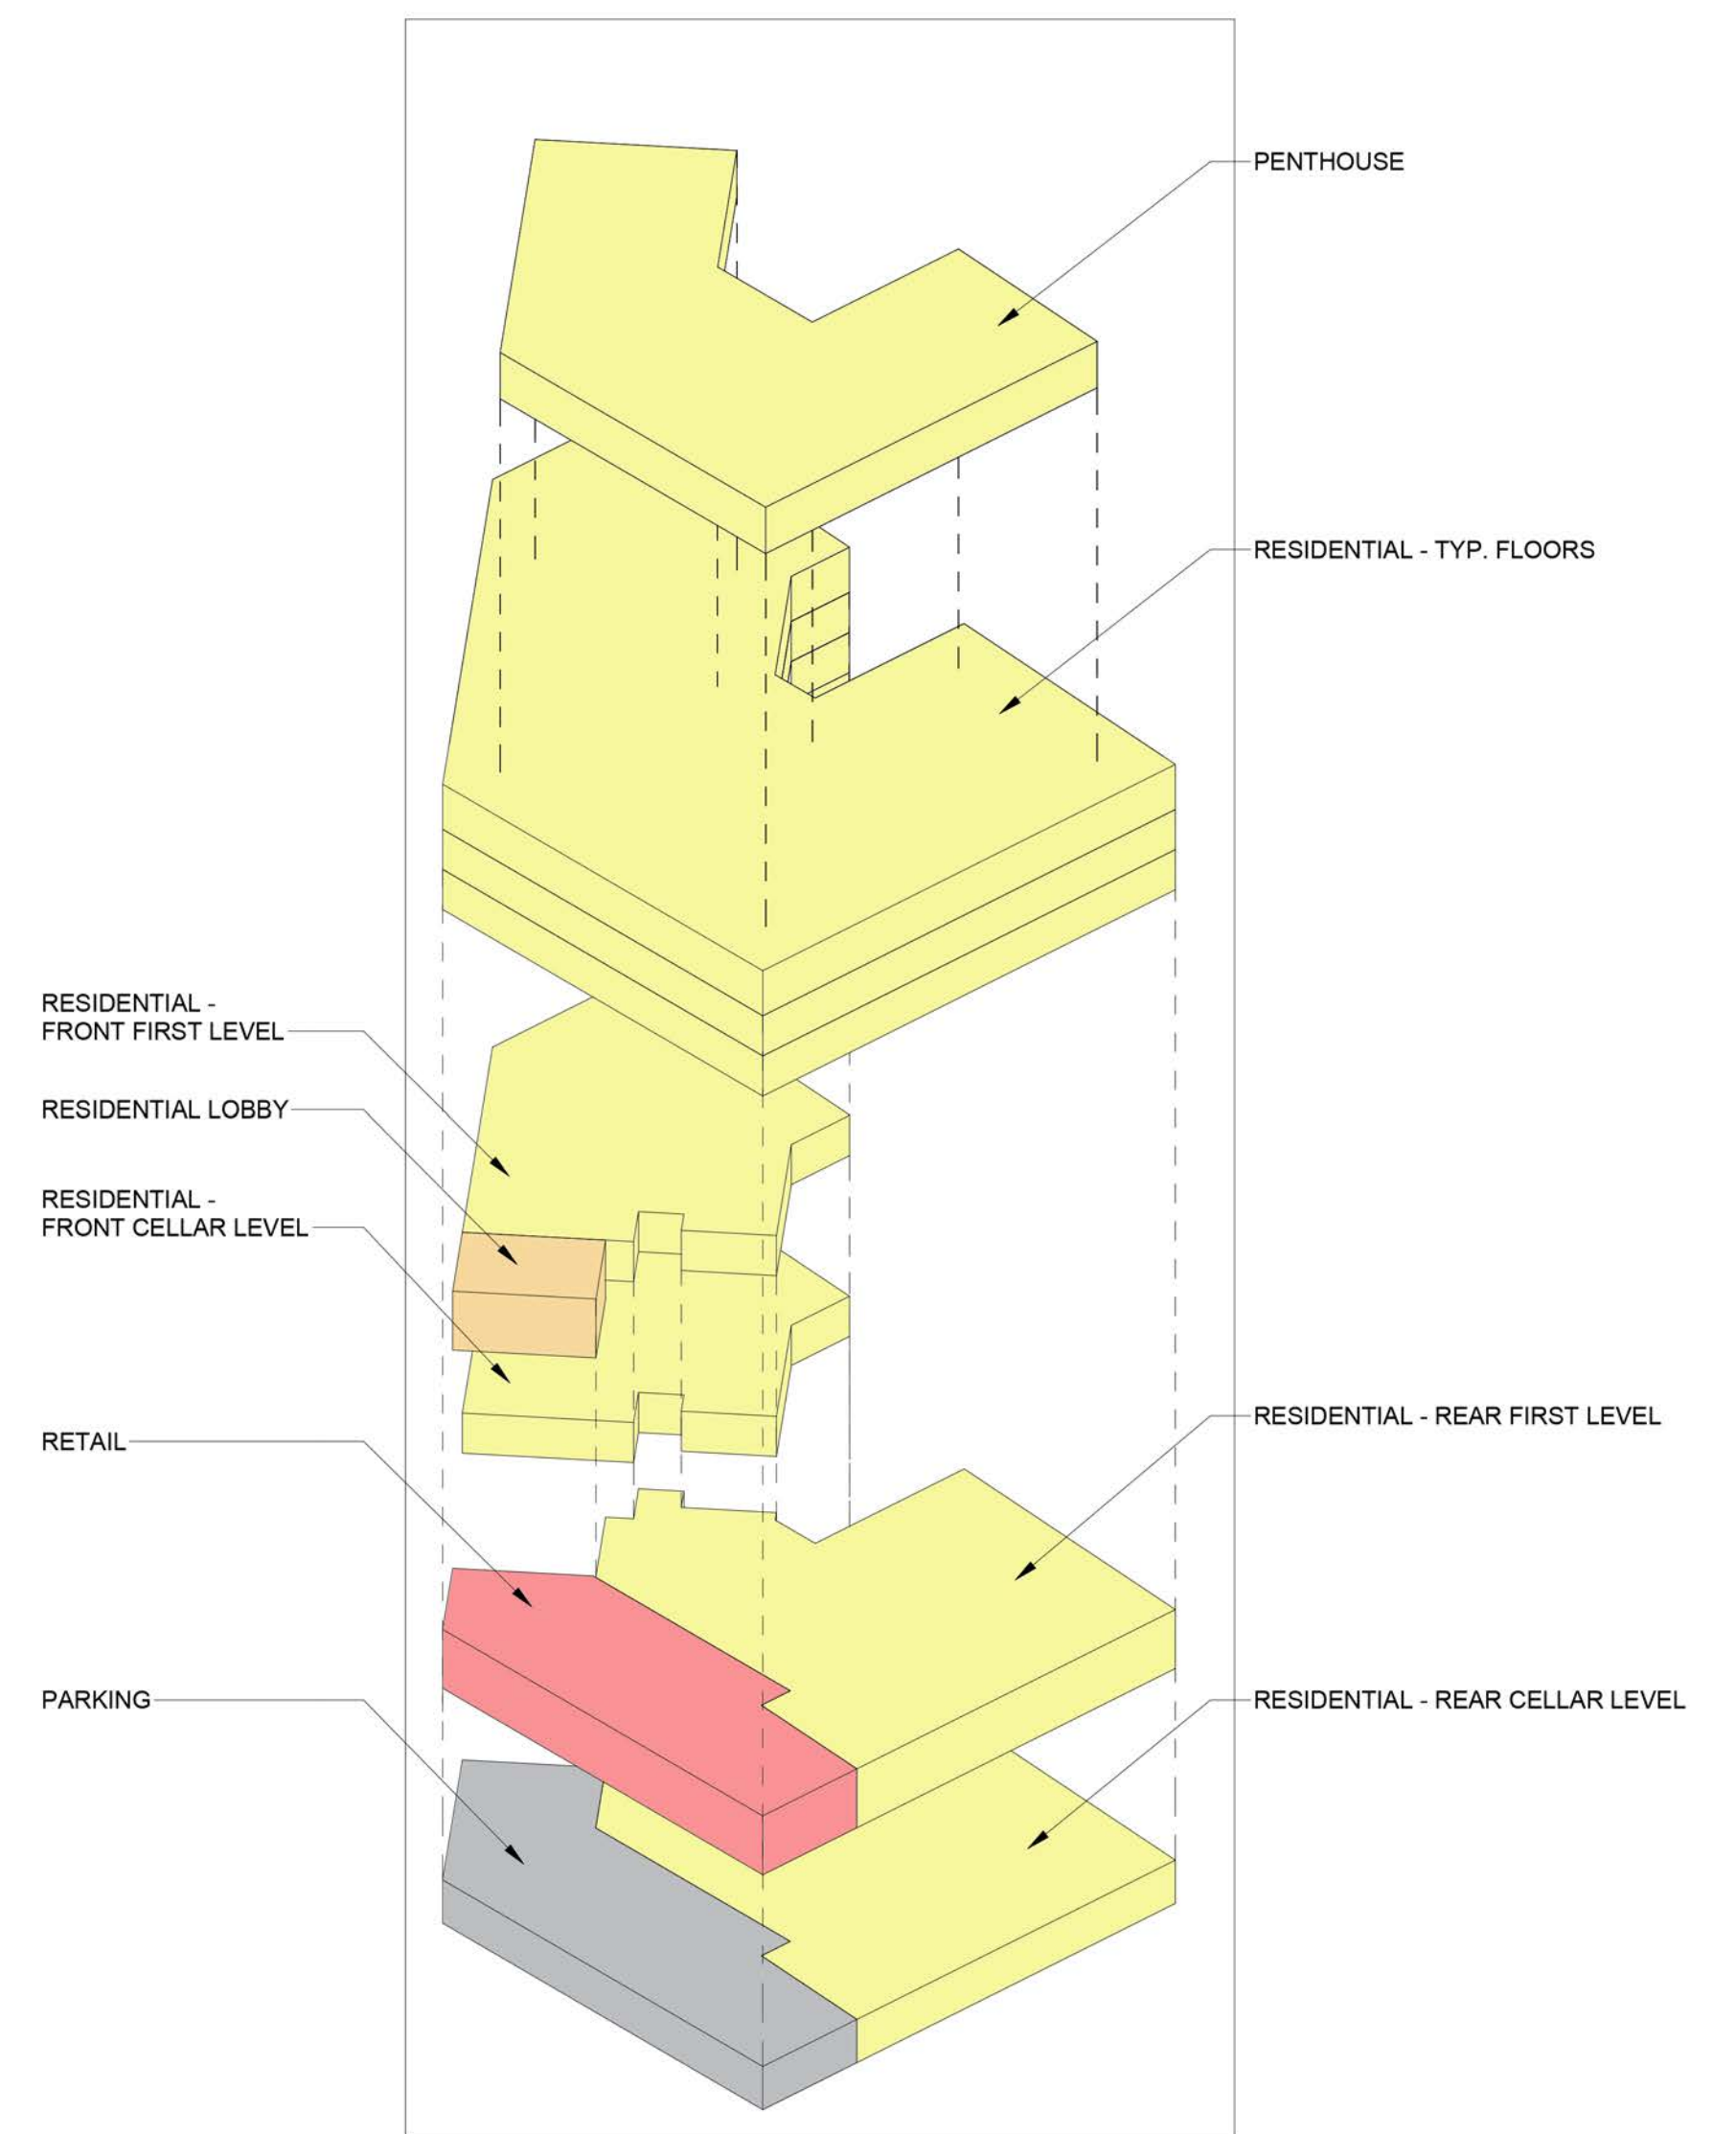 PENTHOUSE
RESIDENTIAL - TYP. FLOORS
RESIDENTIAL -
FRONT FIRST LEVEL
RESIDENTIAL LOBBY
RESIDENTIAL -
FRONT CELLAR LEVEL
RESIDENTIAL - REAR FIRST LEVEL
RETAIL
PARKING
RESIDENTIAL - REAR CELLAR LEVEL